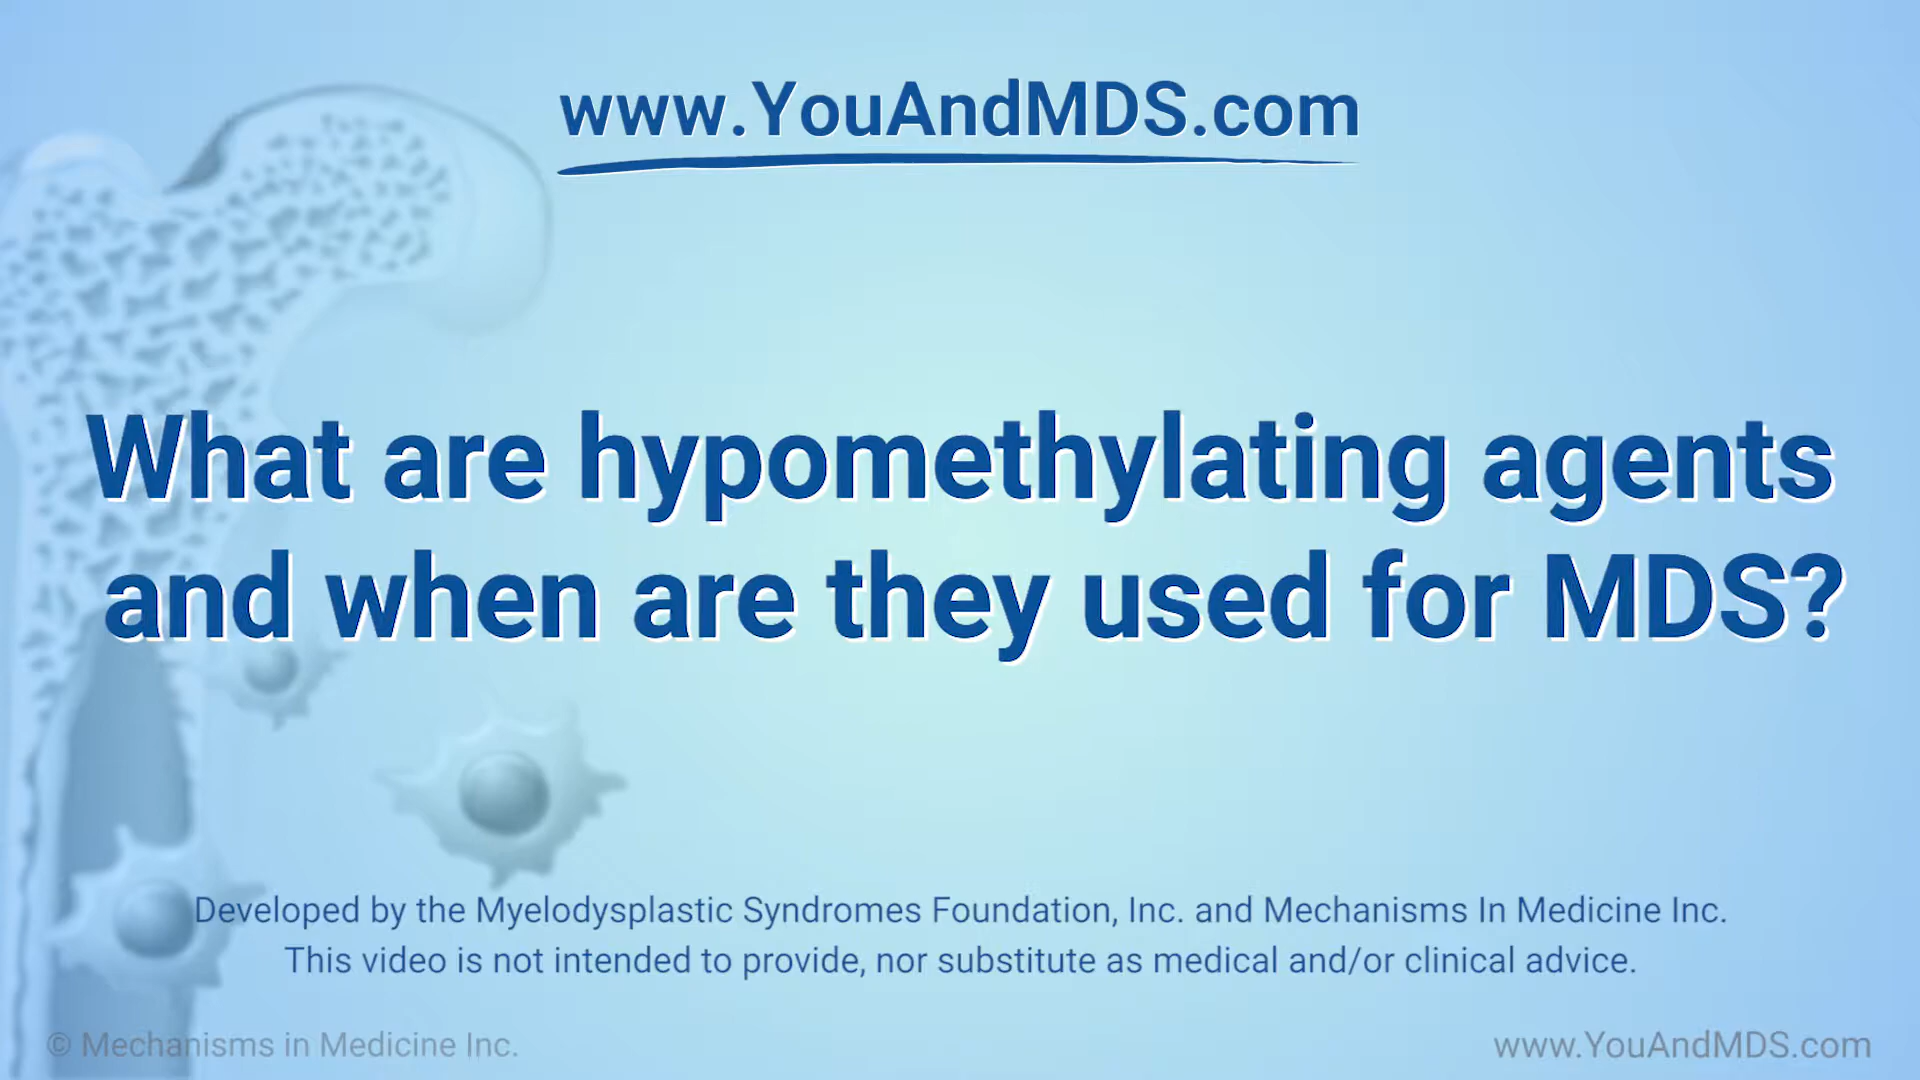 www.YouAndMDS.com
What are hypomethylating agents
and when are they used for MDS?
Developed by the Myelodysplastic Syndromes Foundation, Inc. and Mechanisms In Medicine Inc.
This video is not intended to provide, nor substitute as medical and/or clinical advice.
© Mechanisms in Medicine Inc.
www.YouAndMDS.com